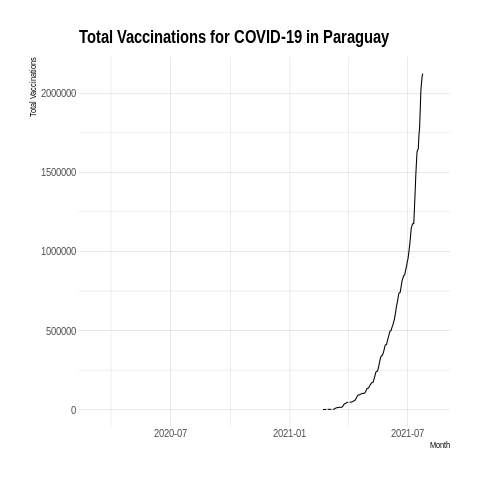 Total Vaccinations for COVID-19 in Paraguay
Total Vaccinations
2000000
1500000
1000000
500000
0
2020-07 2021-01 2021-07
Month